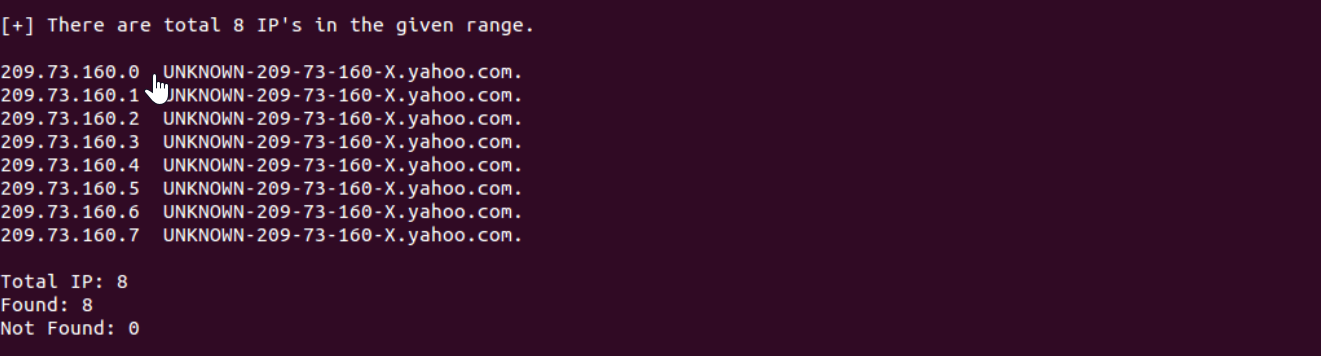 [+] There are total 8 IP's in the given range.
209.73.160.0  UNKNOWN-209-73-160-X.yahoo.com.
209.73.160.1  UNKNOWN-209-73-160-X.yahoo.com.
209.73.160.2  UNKNOWN-209-73-160-X.yahoo.com.
209.73.160.3  UNKNOWN-209-73-160-X.yahoo.com.
209.73.160.4  UNKNOWN-209-73-160-X.yahoo.com.
209.73.160.5  UNKNOWN-209-73-160-X.yahoo.com.
209.73.160.6  UNKNOWN-209-73-160-X.yahoo.com.
209.73.160.7  UNKNOWN-209-73-160-X.yahoo.com.
Total IP: 8
Found: 8
Not Found: 0